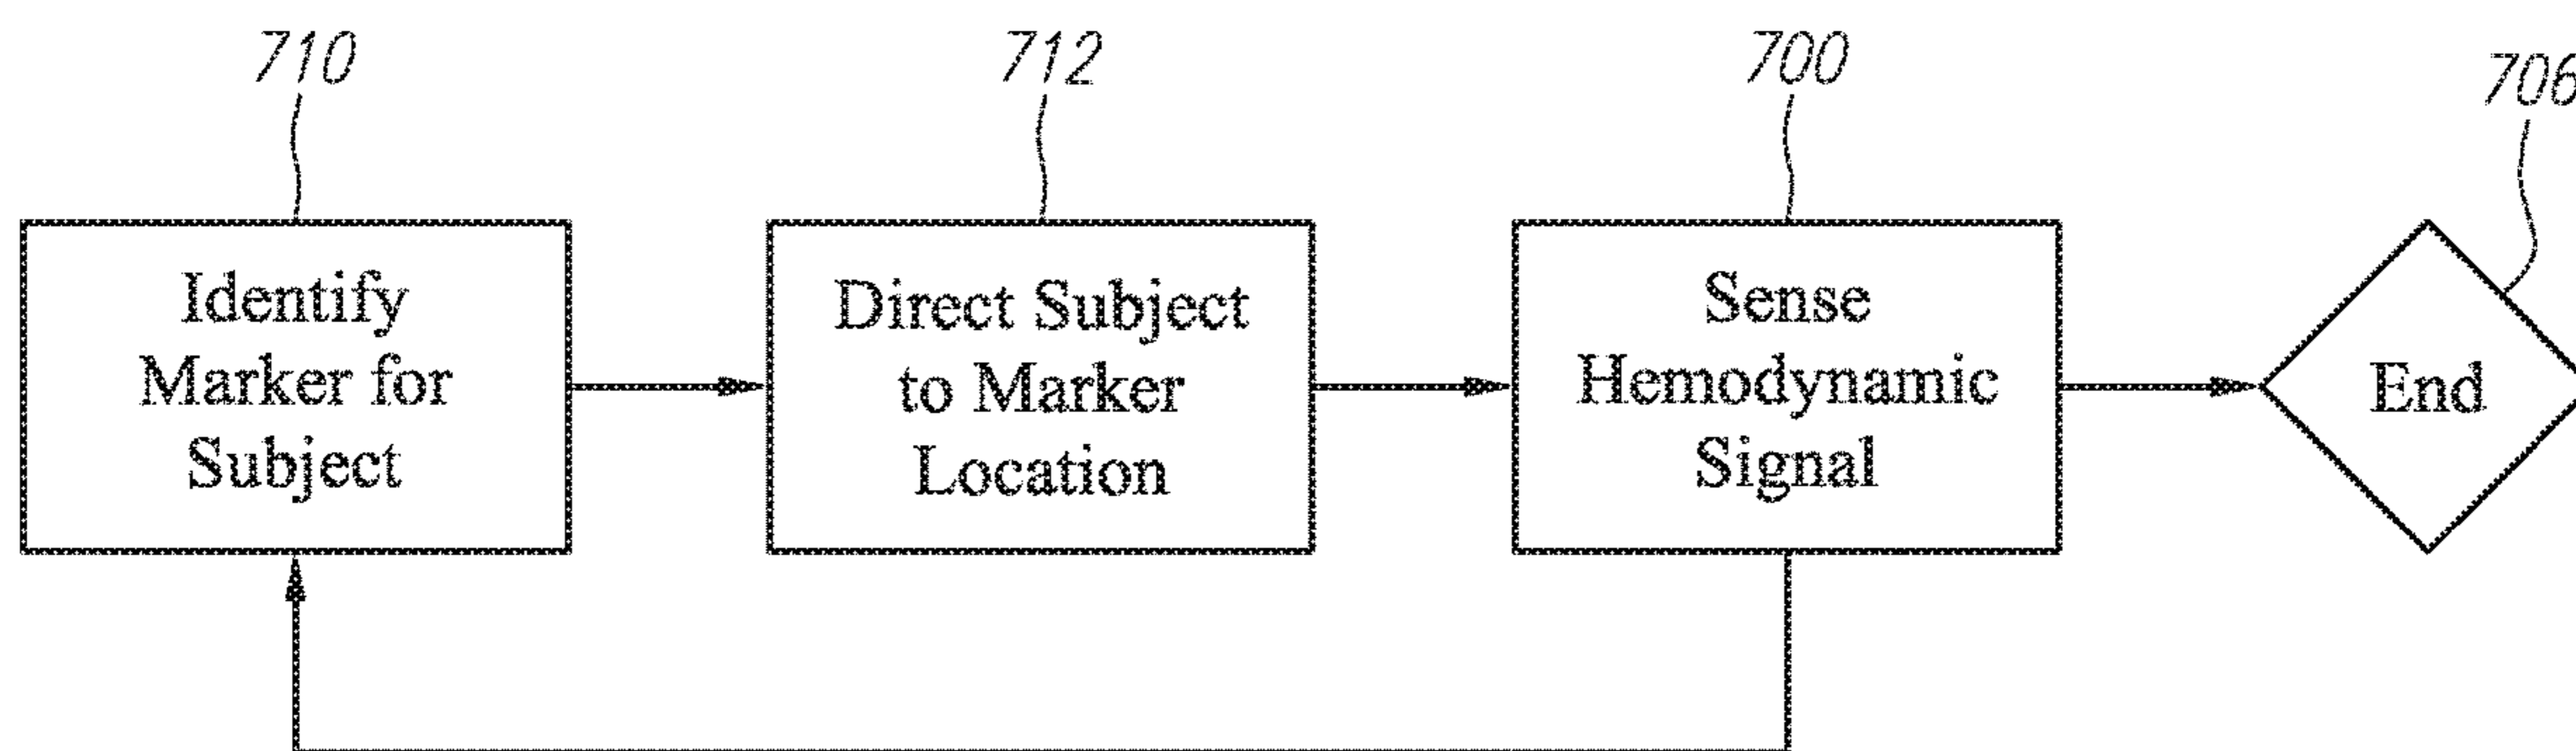 710
712
700
706
Identify
Marker for
Subject
Direct Subject
to Marker
Location
Sense
Hemodynamic
Signal
End